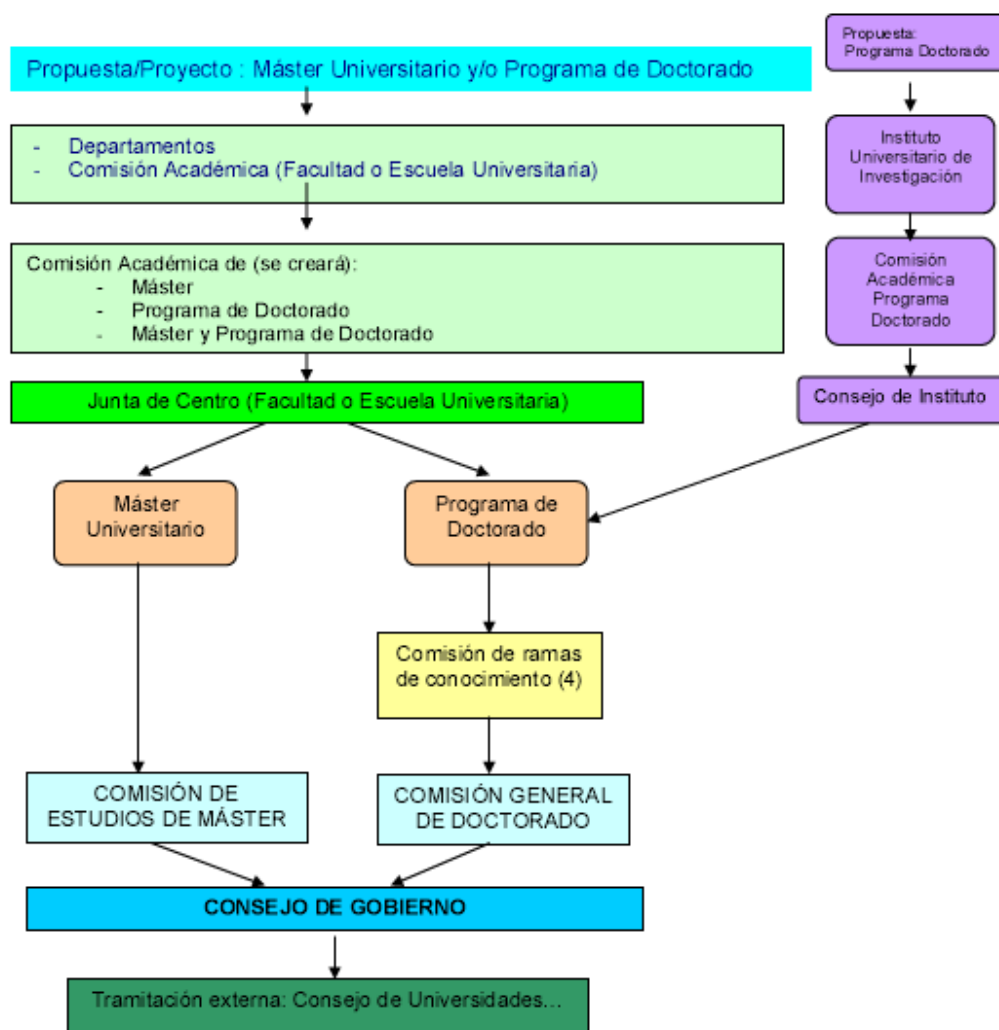 Propuesta/Proyecto : Máster Universitario y/o Programa de Doctorado
- Departamentos
- Comisión Académica (Facultad o Escuela Universitaria)
Comisión Académica de (se creará):
- Máster
- Programa de Doctorado
- Máster y Programa de Doctorado
Junta de Centro (Facultad o Escuela Universitaria)
Propuesta:
Programa Doctorado
Instituto
Universitario de
Investigación
Comisión
Académica
Programa
Doctorado
Consejo de Instituto
Máster
Universitario
Programa de
Doctorado
Comisión de ramas
de conocimiento (4)
COMISIÓN DE
ESTUDIOS DE MÁSTER
COMISIÓN GENERAL
DE DOCTORADO
CONSEJO DE GOBIERNO
Tramitación externa: Consejo de Universidades...